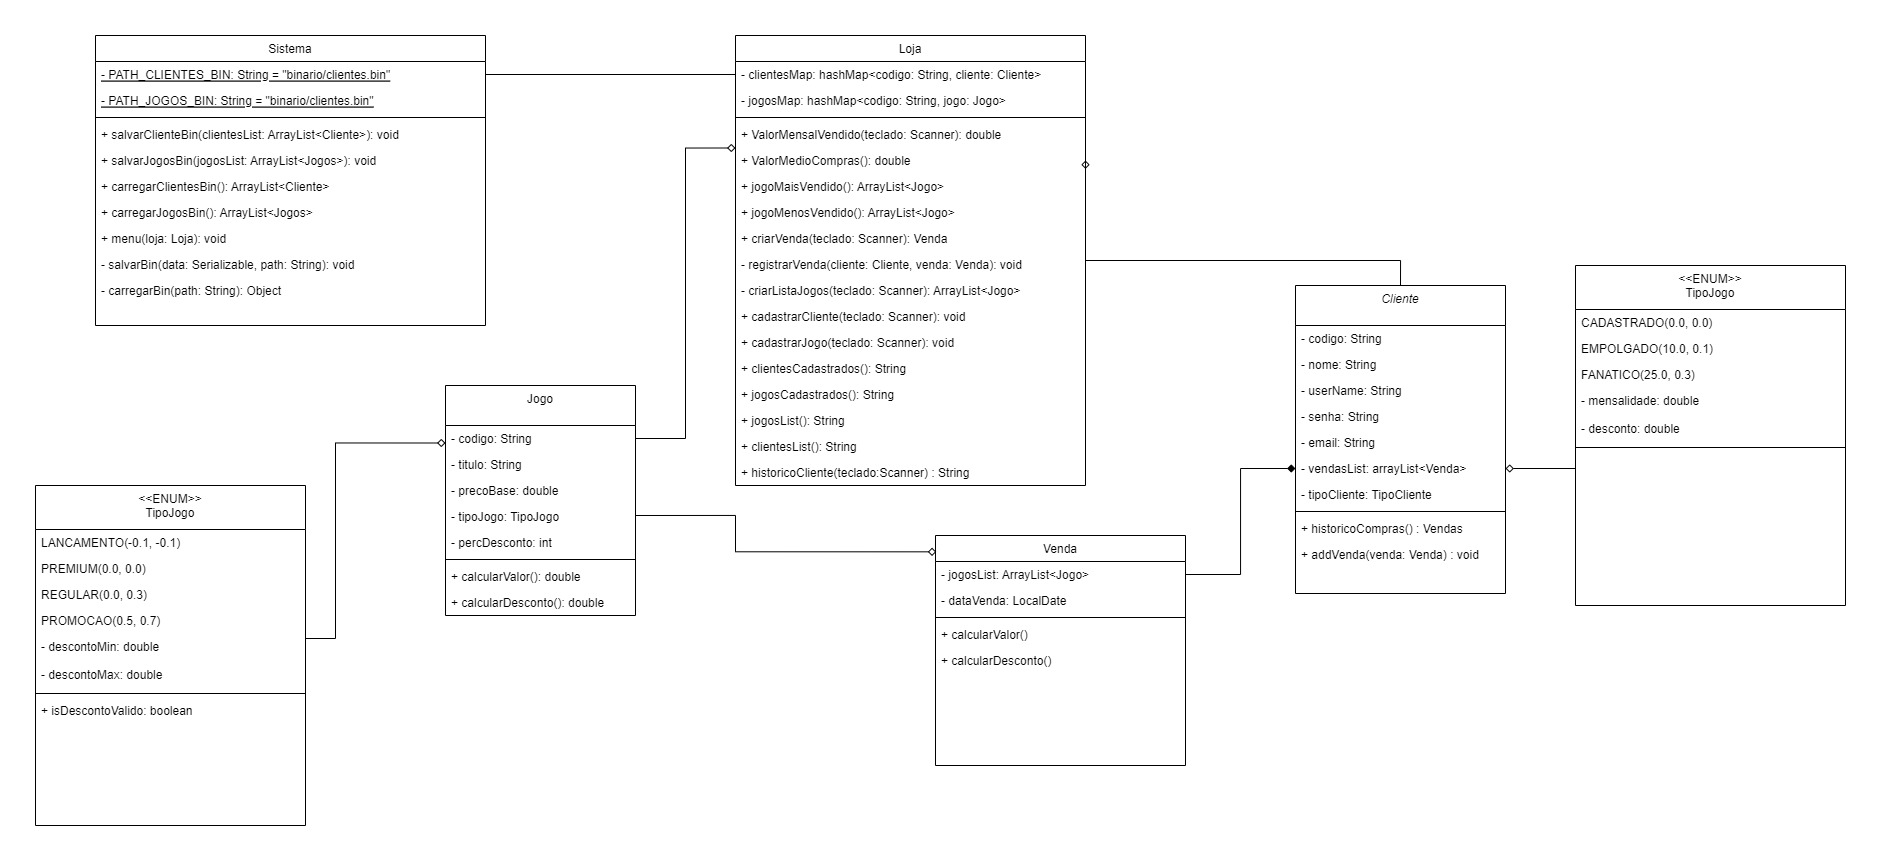 Sistema
- PATH_CLIENTES_BIN: String = "binario/clientes.bin"
- PATH_JOGOS_BIN: String = "binario/clientes.bin"
+ salvarClienteBin(clientesList: ArrayList<Cliente>): void
+ salvarJogosBin(jogosList: ArrayList<Jogos>): void
+ carregarClientesBin(): ArrayList<Cliente>
+ carregarJogosBin(): ArrayList<Jogos>
+ menu(loja: Loja): void
- salvarBin(data: Serializable, path: String): void
- carregarBin(path: String): Object
Loja
- clientesMap: hashMap<codigo: String, cliente: Cliente>
- jogosMap: hashMap<codigo: String, jogo: Jogo>
+ ValorMensalVendido(teclado: Scanner): double
+ ValorMedioCompras(): double
+ jogoMaisVendido(): ArrayList<Jogo>
+ jogoMenosVendido(): ArrayList<Jogo>
+ criarVenda(teclado: Scanner): Venda
- registrarVenda(cliente: Cliente, venda: Venda): void
- criarListaJogos(teclado: Scanner): ArrayList<Jogo>
+ cadastrarCliente(teclado: Scanner): void
+ cadastrarJogo(teclado: Scanner): void
+ clientesCadastrados(): String
+ jogosCadastrados(): String
+ jogosList(): String
+ clientesList(): String
+ historicoCliente(teclado:Scanner) : String
Cliente
- codigo: String
- nome: String
- userName: String
- senha: String
- email: String
- vendasList: arrayList<Venda>
- tipoCliente: TipoCliente
+ historicoCompras() : Vendas
+ addVenda(venda: Venda) : void
<<ENUM>>
TipoJogo
CADASTRADO(0.0, 0.0)
EMPOLGADO(10.0, 0.1)
FANATICO(25.0, 0.3)
- mensalidade: double
- desconto: double
Jogo
- codigo: String
- titulo: String
- precoBase: double
- tipoJogo: TipoJogo
- percDesconto: int
+ calcularValor(): double
+ calcularDesconto(): double
<<ENUM>>
TipoJogo
LANCAMENTO(-0.1, -0.1)
PREMIUM(0.0, 0.0)
REGULAR(0.0, 0.3)
PROMOCAO(0.5, 0.7)
- descontoMin: double
- descontoMax: double
+ isDescontoValido: boolean
Venda
- jogosList: ArrayList<Jogo>
- dataVenda: LocalDate
+ calcularValor()
+ calcularDesconto()